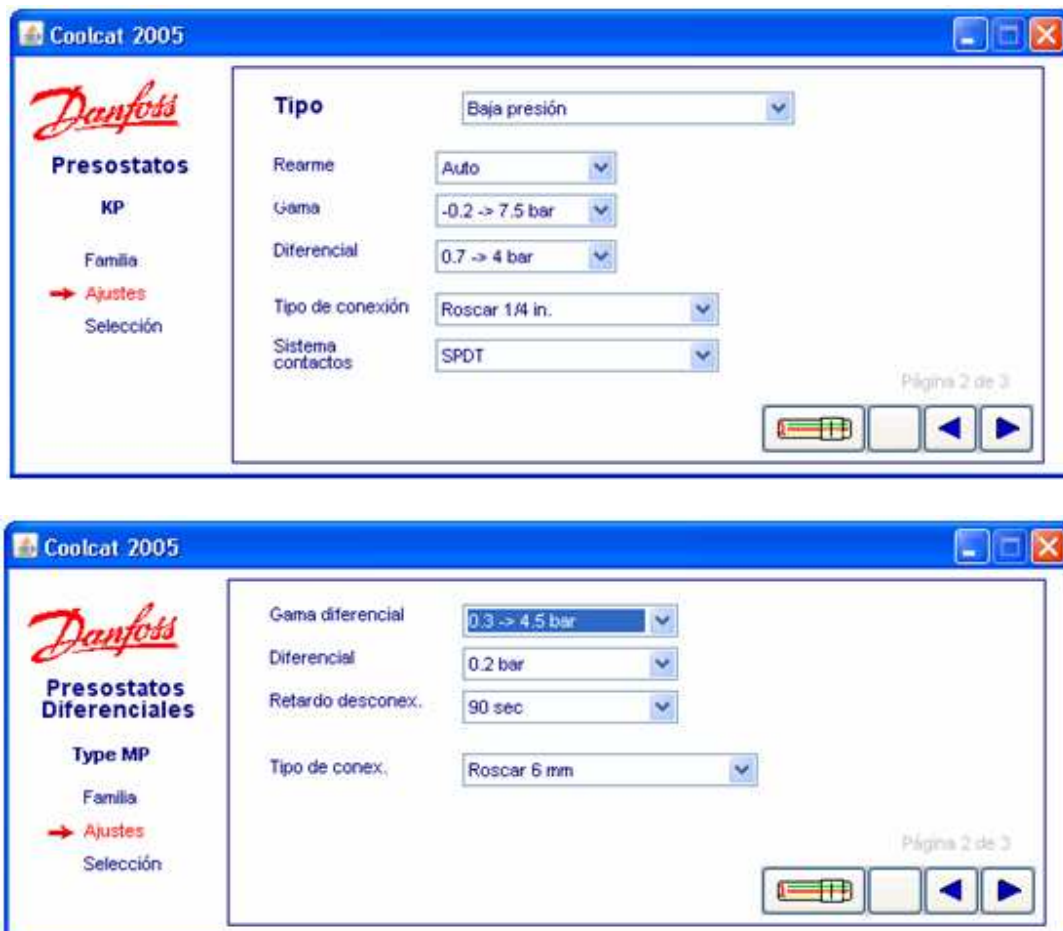 Coolcat 2005
Danfoss
Presostatos
KP
Familia
Ajustes
Selección
Tipo Baja presión
Rearme Auto
Gama -0.2 -> 7.5 bar
Diferencial 0.7 -> 4 bar
Tipo de conexión Roscar 1/4 in.
Sistema
contactos SPDT
Página 2 de 3
Coolcat 2005
Danfoss
Presostatos
Diferenciales
Type MP
Familia
Ajustes
Selección
Gama diferencial 0.3 -> 4.5 bar
Diferencial 0.2 bar
Retardo desconex. 90 sec
Tipo de conex. Roscar 6 mm
Página 2 de 3